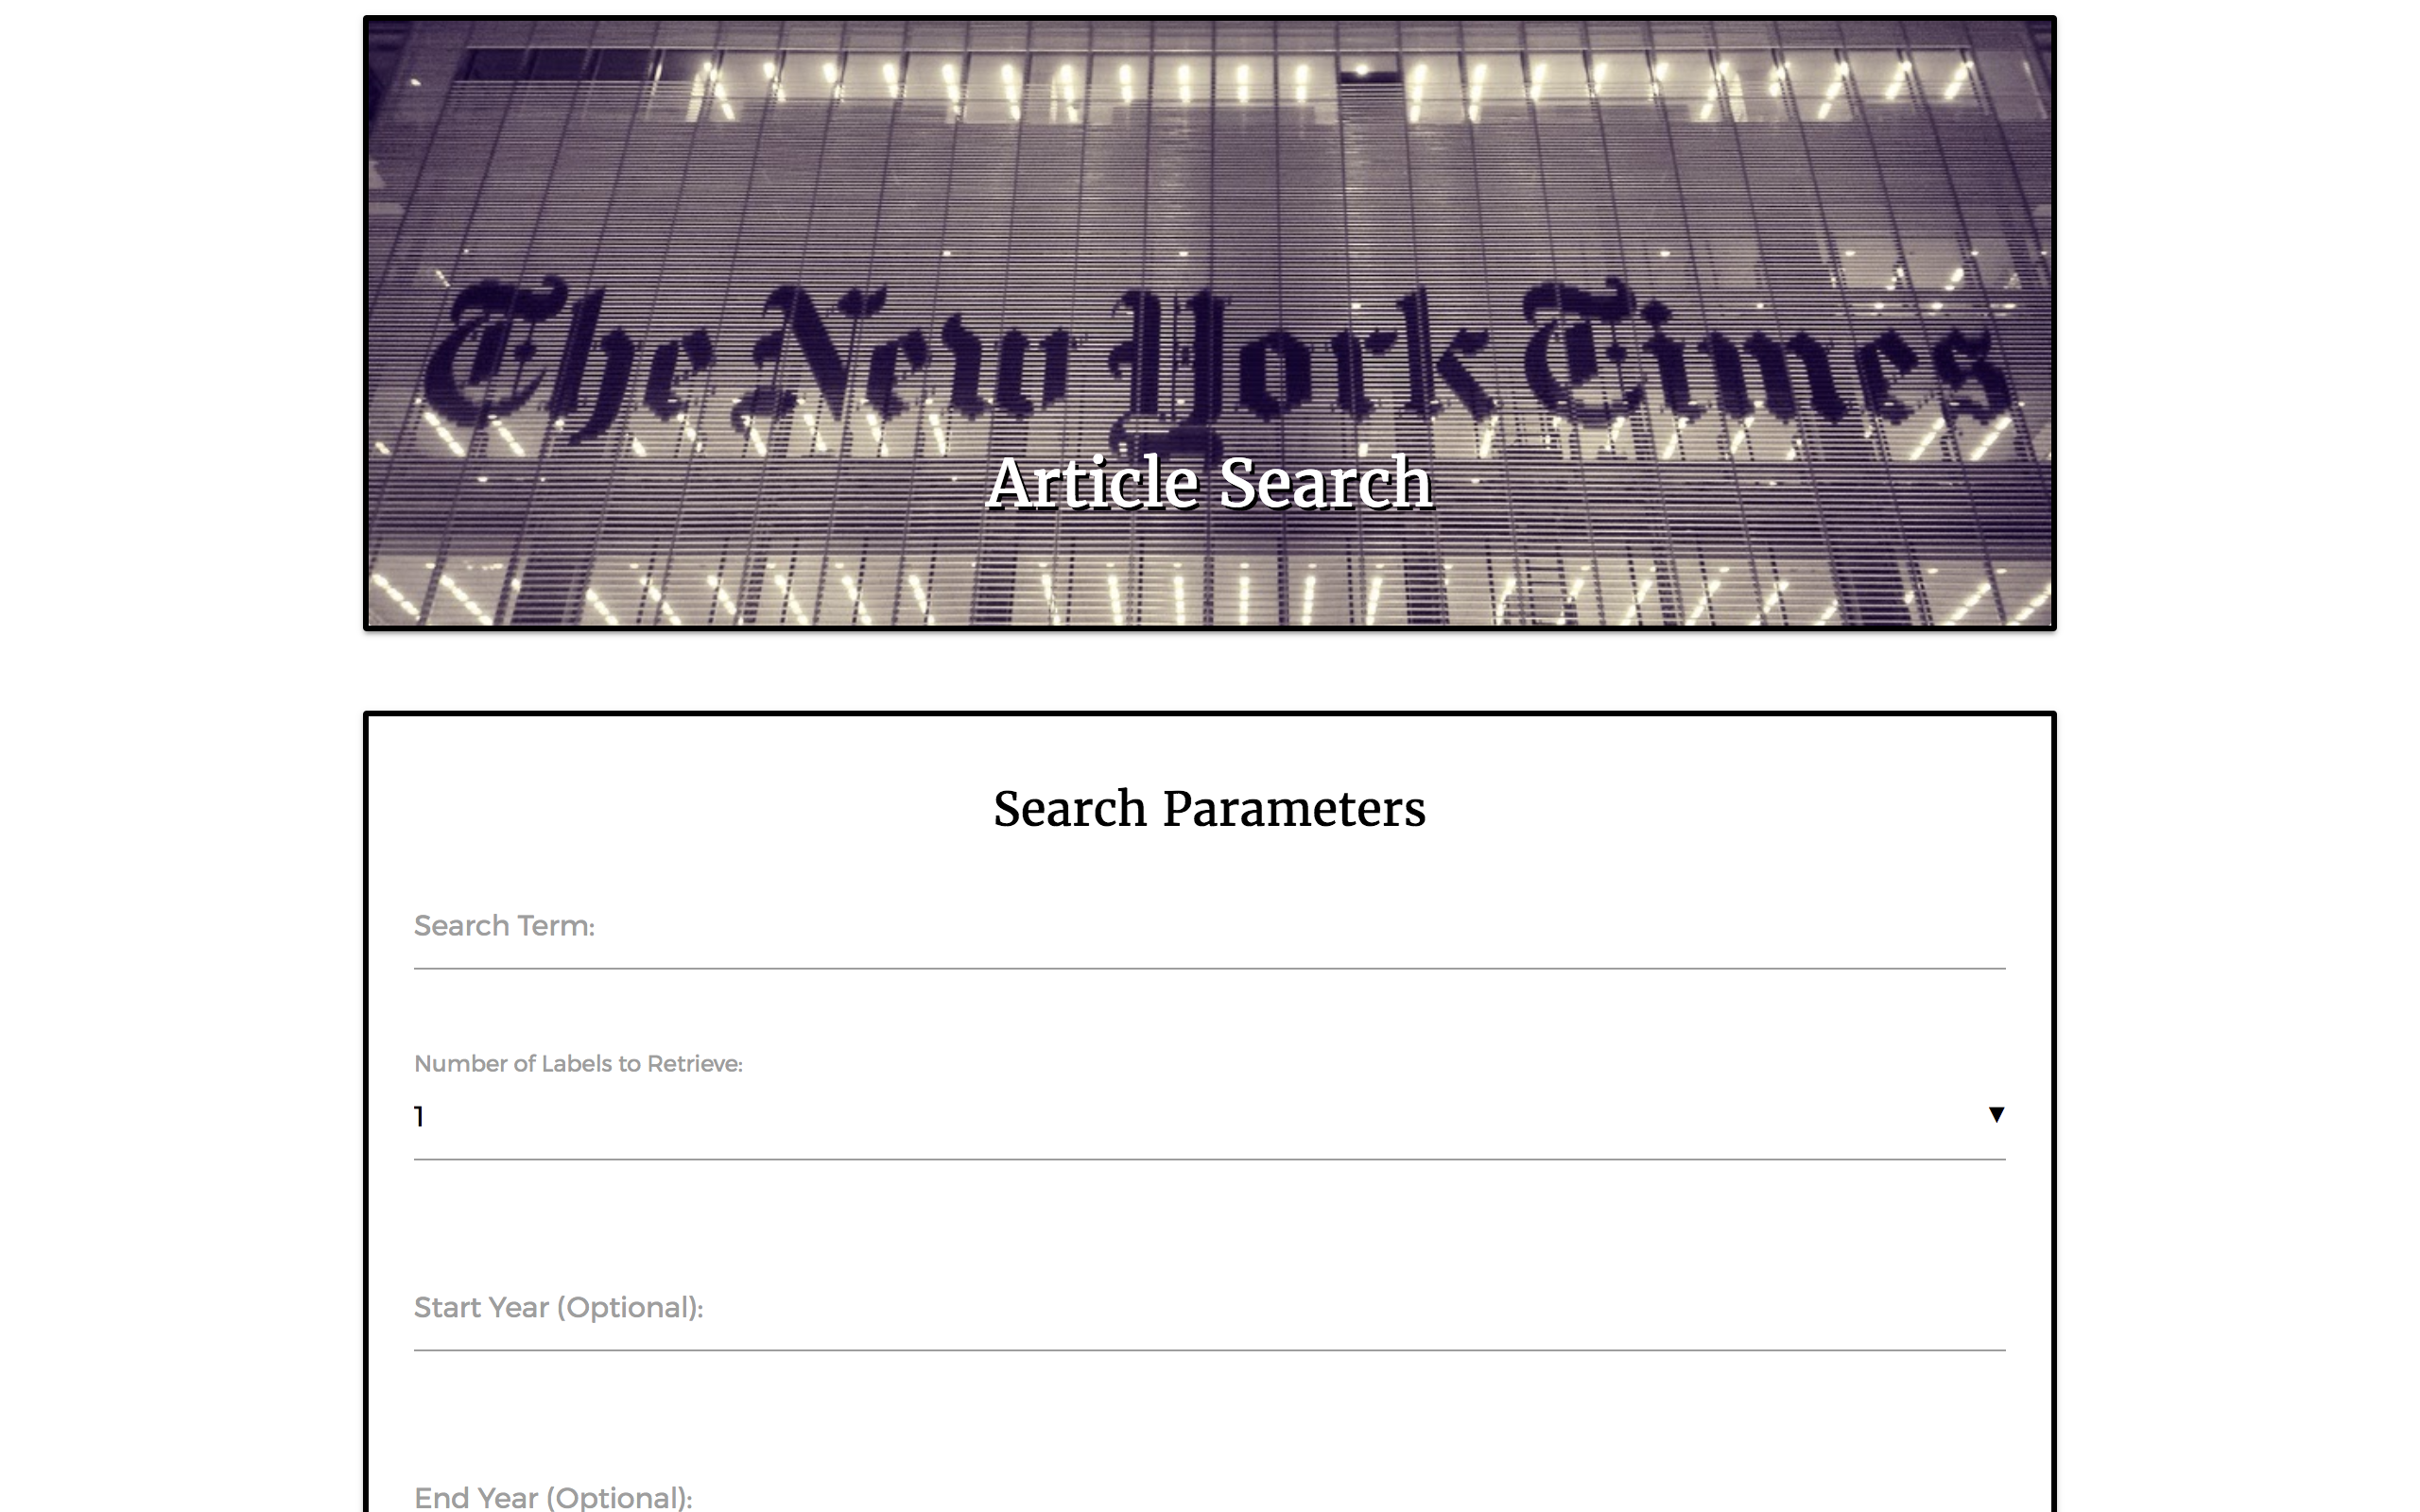 The New York Times
Article Search
Search Parameters
Search Term:
Number of Labels to Retrieve:
1
Start Year (Optional):
End Year (Optional):